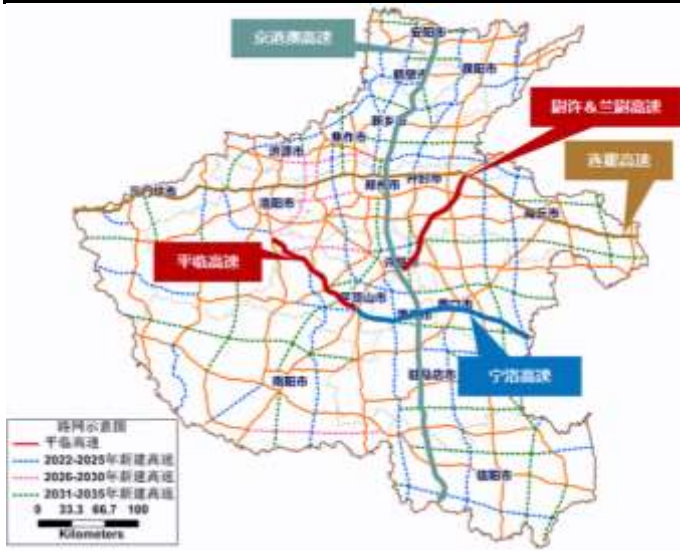 安阳市
京港澳高速
濮阳市
鹤壁市
新乡市
尉许&兰尉高速
焦作市
济源市
连霍高速
郑州市
开封市
三门峡市
洛阳市
商丘市
平临高速
许昌
平顶山市
周口市
漯河市
宁洛高速
驻马店市
南阳市
信阳市
路网示意图
平临高速
2022-2025年新建高速
2026-2030年新建高速
2031-2035年新建高速
0 33.3 66.7 100
Kilometers